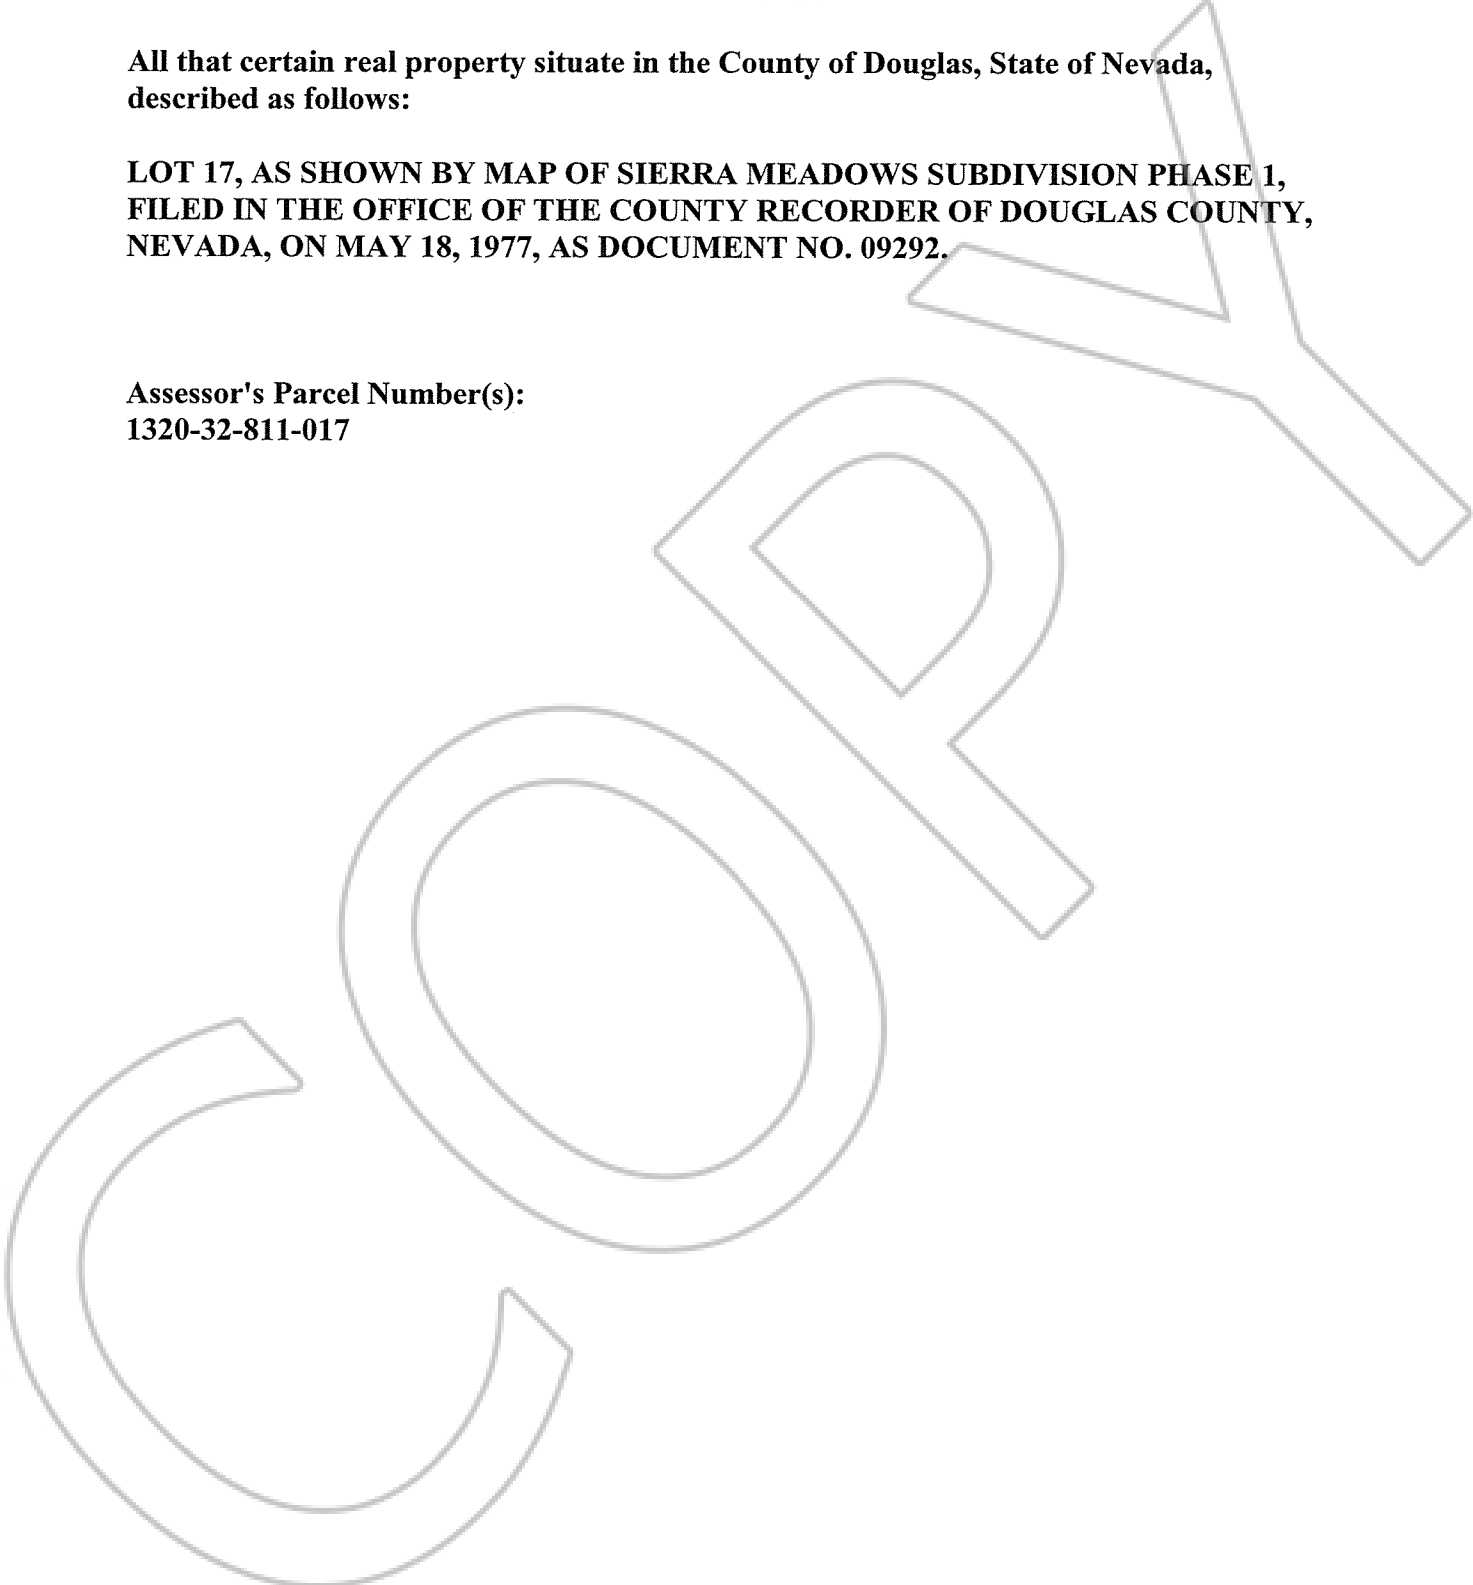 All that certain real property situate in the County of Douglas, State of Nevada,
described as follows:
LOT 17, AS SHOWN BY MAP OF SIERRA MEADOWS SUBDIVISION PHASE 1,
FILED IN THE OFFICE OF THE COUNTY RECORDER OF DOUGLAS COUNTY,
NEVADA, ON MAY 18, 1977, AS DOCUMENT NO. 09292.
Assessor's Parcel Number(s):
1320-32-811-017
COPY